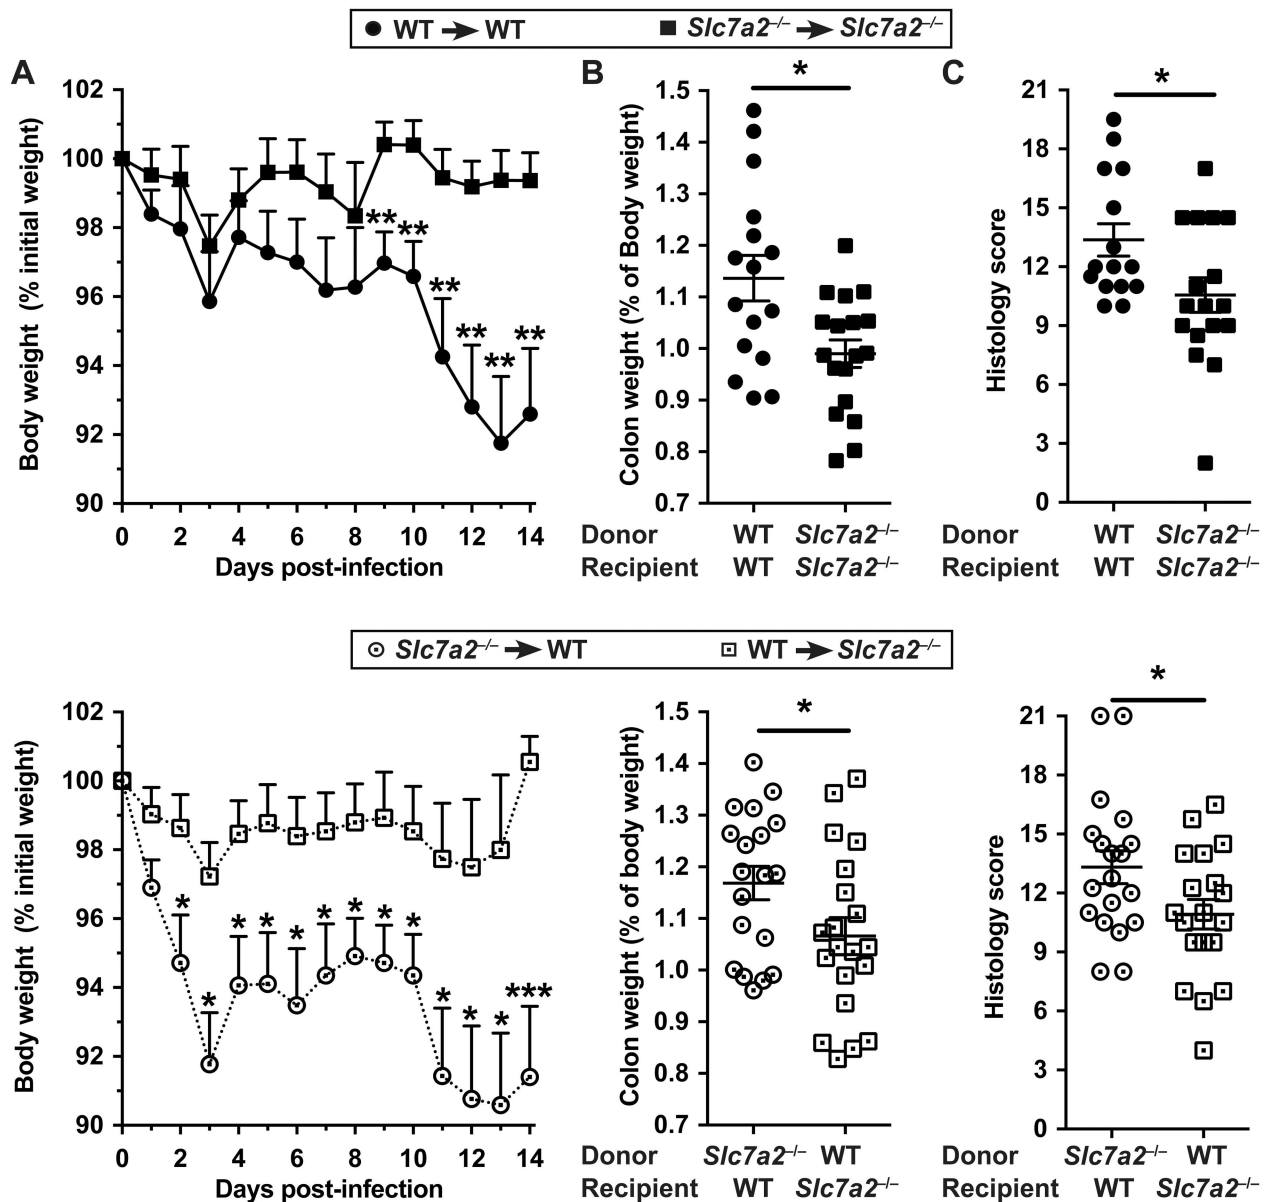 WT → WT Slc7a2–/– → Slc7a2–/–
A B C
102
100
98
96
94
92
90
Body weight (% initial weight)
** ** ** ** ** **
0 2 4 6 8 10 12 14
Days post-infection
*
1.5
1.4
1.3
1.2
1.1
1.0
0.9
0.8
0.7
Colon weight (% of Body weight)
Donor WT Slc7a2–/–
Recipient WT Slc7a2–/–
*
21
18
15
12
9
6
3
0
Histology score
Donor WT Slc7a2–/–
Recipient WT Slc7a2–/–
Slc7a2–/– → WT WT → Slc7a2–/–
102
100
98
96
94
92
90
Body weight (% initial weight)
* * * * * * * * * * * * ***
0 2 4 6 8 10 12 14
Days post-infection
*
1.5
1.4
1.3
1.2
1.1
1.0
0.9
0.8
0.7
Colon weight (% of body weight)
Donor Slc7a2–/– WT
Recipient WT Slc7a2–/–
*
21
18
15
12
9
6
3
0
Histology score
Donor Slc7a2–/– WT
Recipient WT Slc7a2–/–